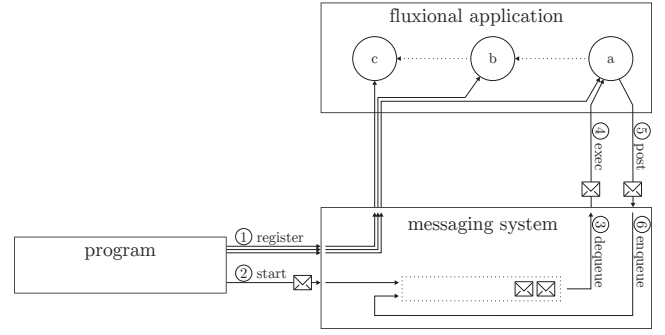 fluxional application
c
b
a
④ exec
⑤ post
program
① register
② start
messaging system
③ dequeue
⑥ enqueue